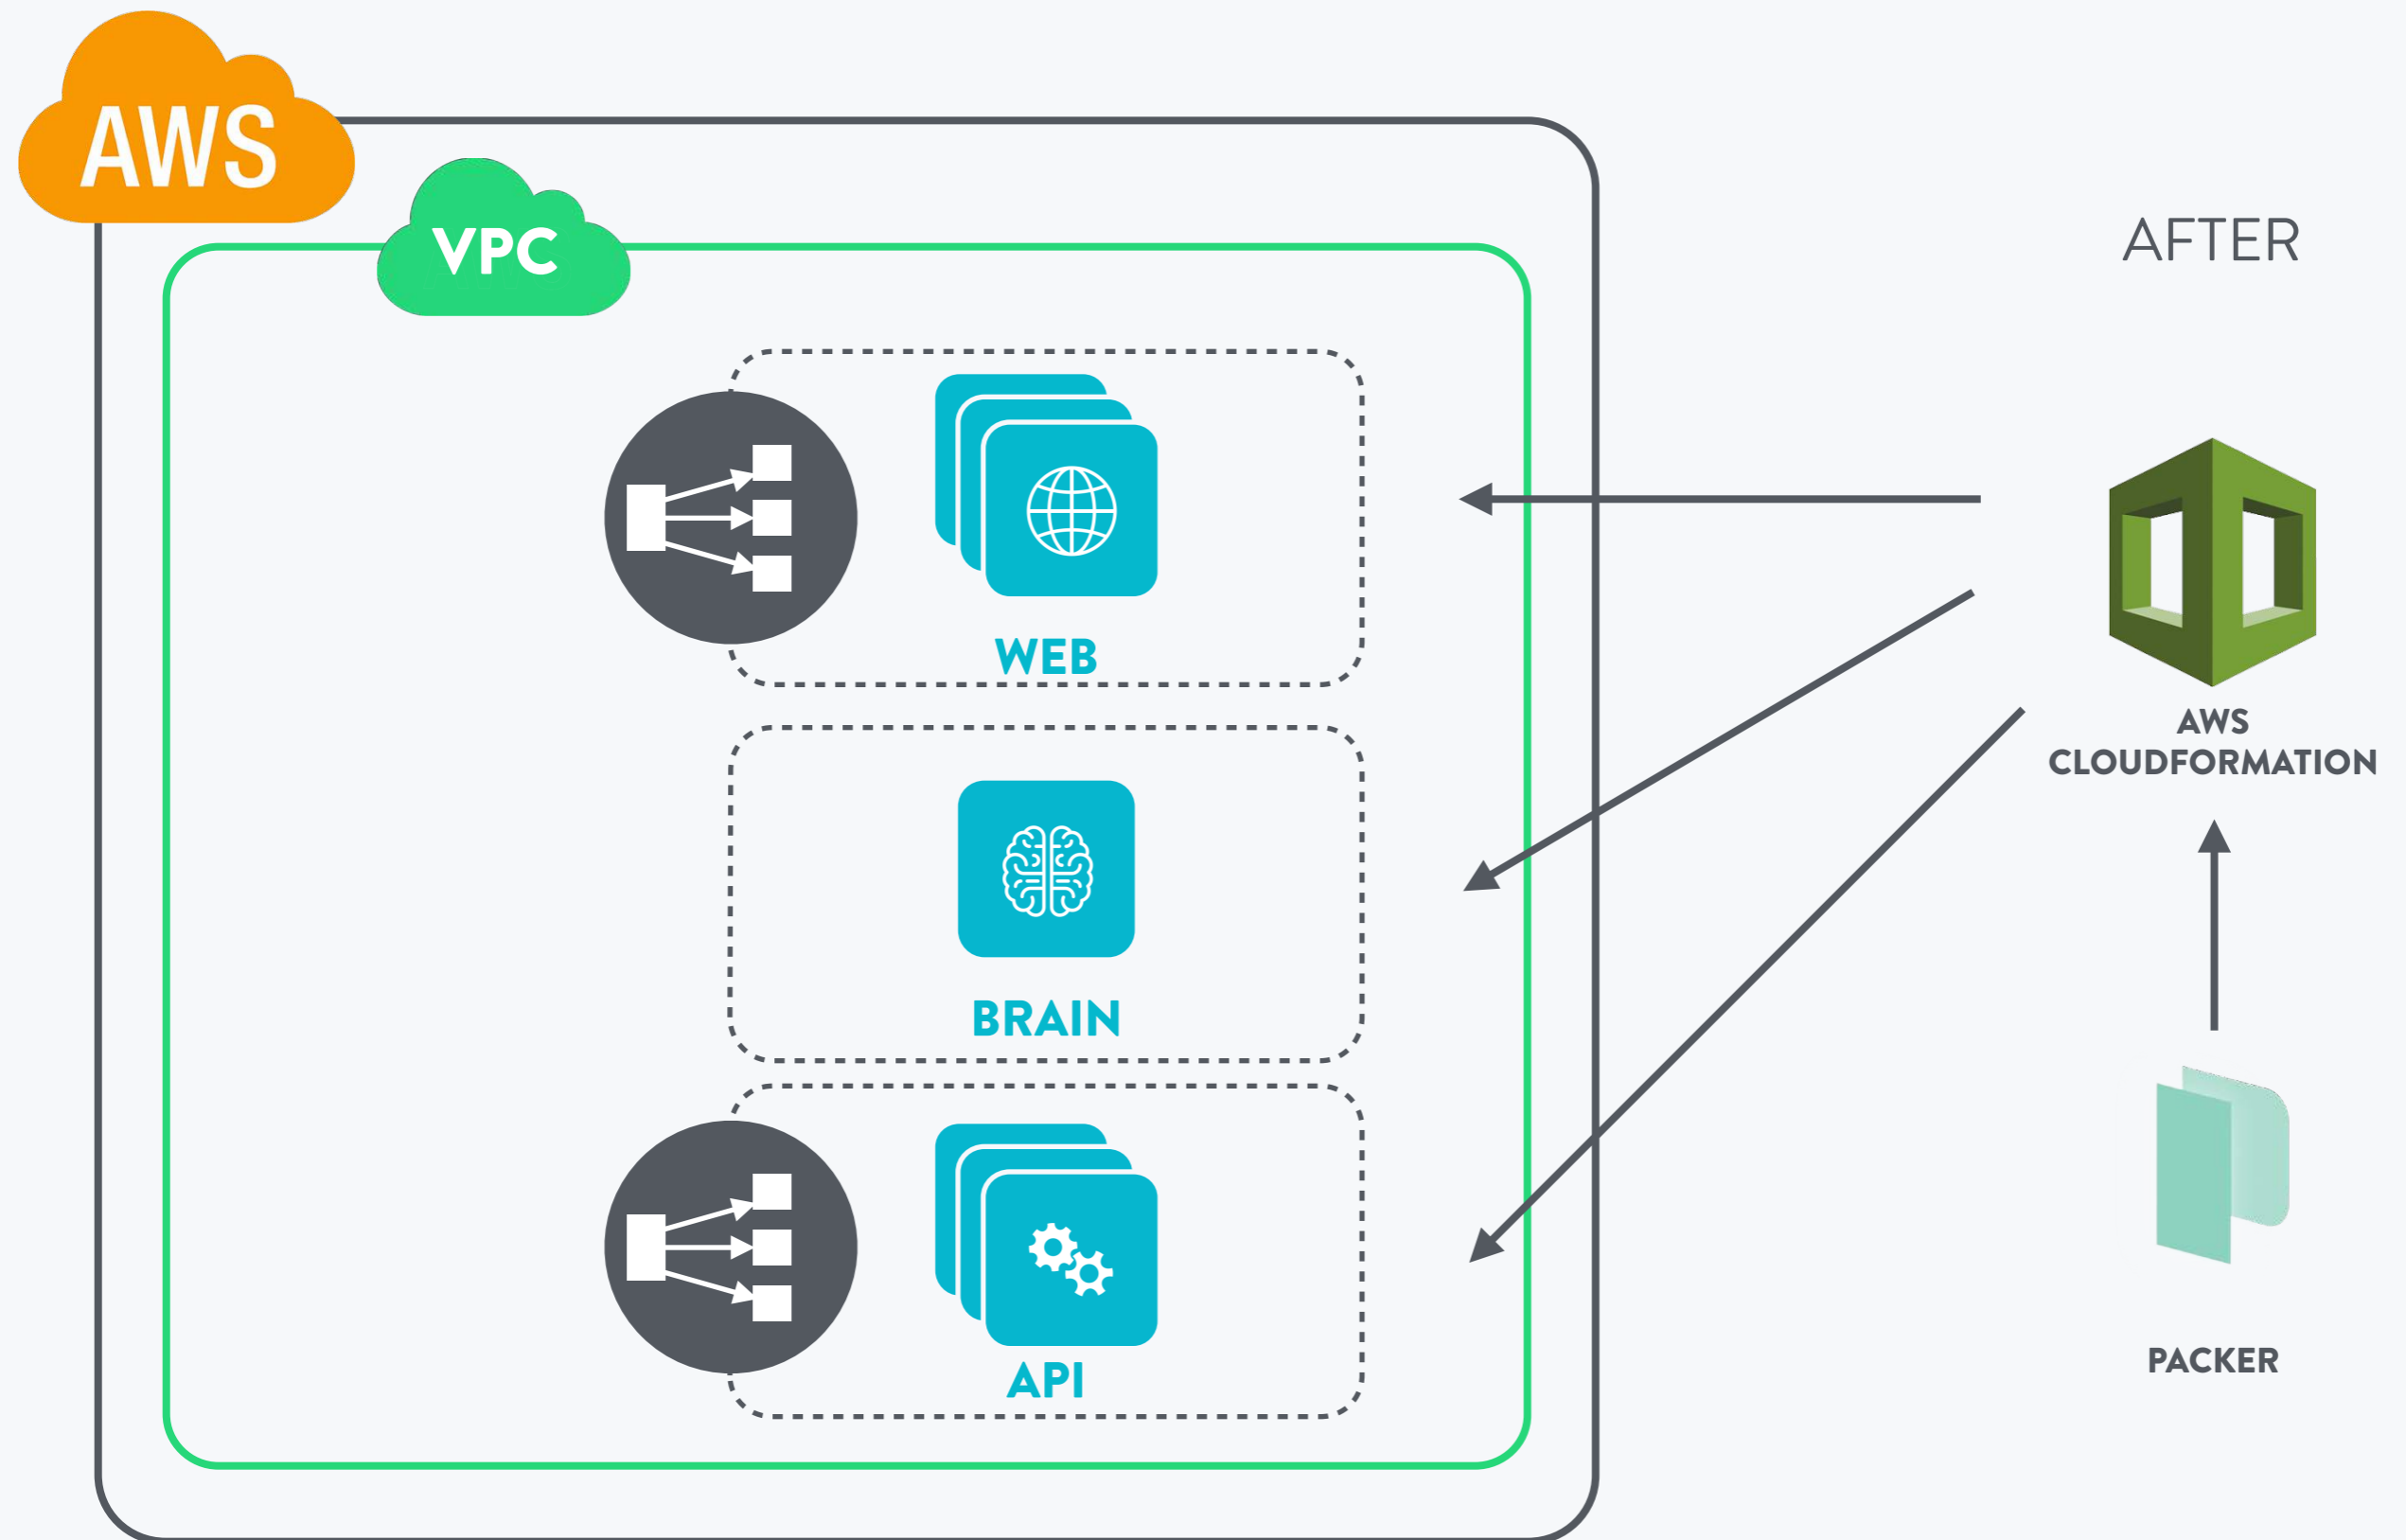 AWS
VPC
AFTER
WEB
AWS
CLOUDFORMATION
BRAIN
API
PACKER